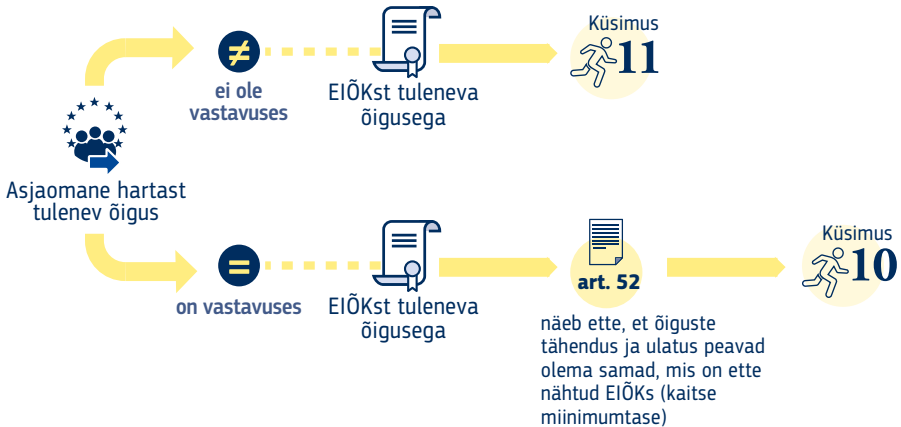 Küsimus
11
≠
ei ole
vastavuses
EIÕKst tuleneva
õigusega
Asjaomane hartast
tulenev õigus
Küsimus
10
=
on vastavuses
EIÕKst tuleneva
õigusega
art. 52
näeb ette, et õiguste
tähendus ja ulatus peavad
olema samad, mis on ette
nähtud EIÕKs (kaitse
miinimumtase)